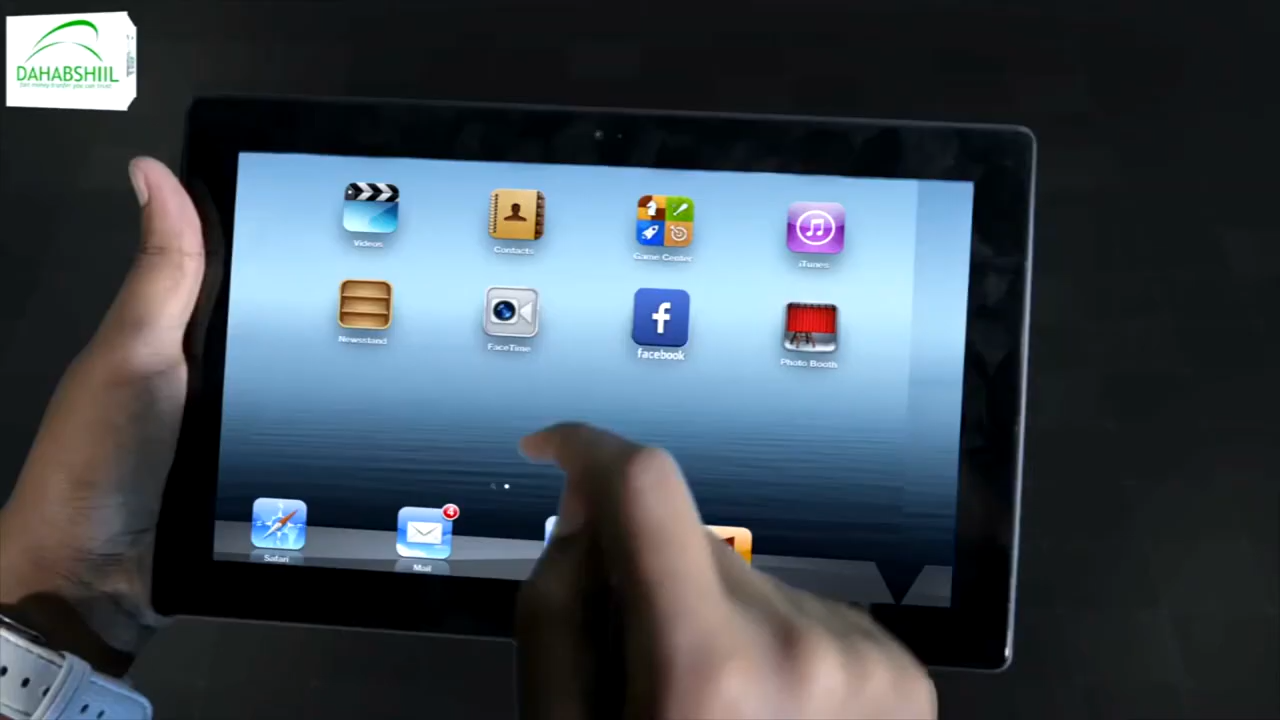 DAHABSHIIL
Videos
Contacts
Game Center
iTunes
Newsstand
FaceTime
f
facebook
Photo Booth
4
Safari
Mail